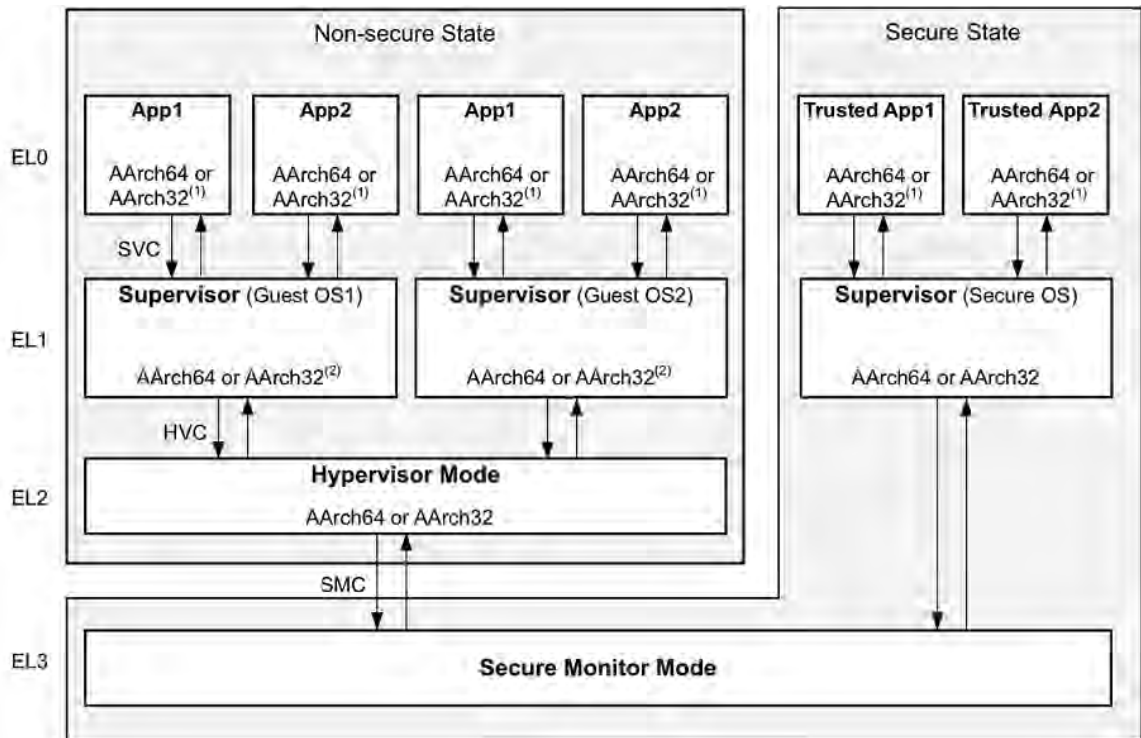 Non-secure State
Secure State
App1
App2
App1
App2
Trusted App1
Trusted App2
EL0
AArch64 or
AArch32(1)
AArch64 or
AArch32(1)
AArch64 or
AArch32(1)
AArch64 or
AArch32(1)
AArch64 or
AArch32(1)
AArch64 or
AArch32(1)
SVC
Supervisor (Guest OS1)
Supervisor (Guest OS2)
Supervisor (Secure OS)
EL1
AArch64 or AArch32(2)
AArch64 or AArch32(2)
AArch64 or AArch32
HVC
Hypervisor Mode
EL2
AArch64 or AArch32
SMC
EL3
Secure Monitor Mode